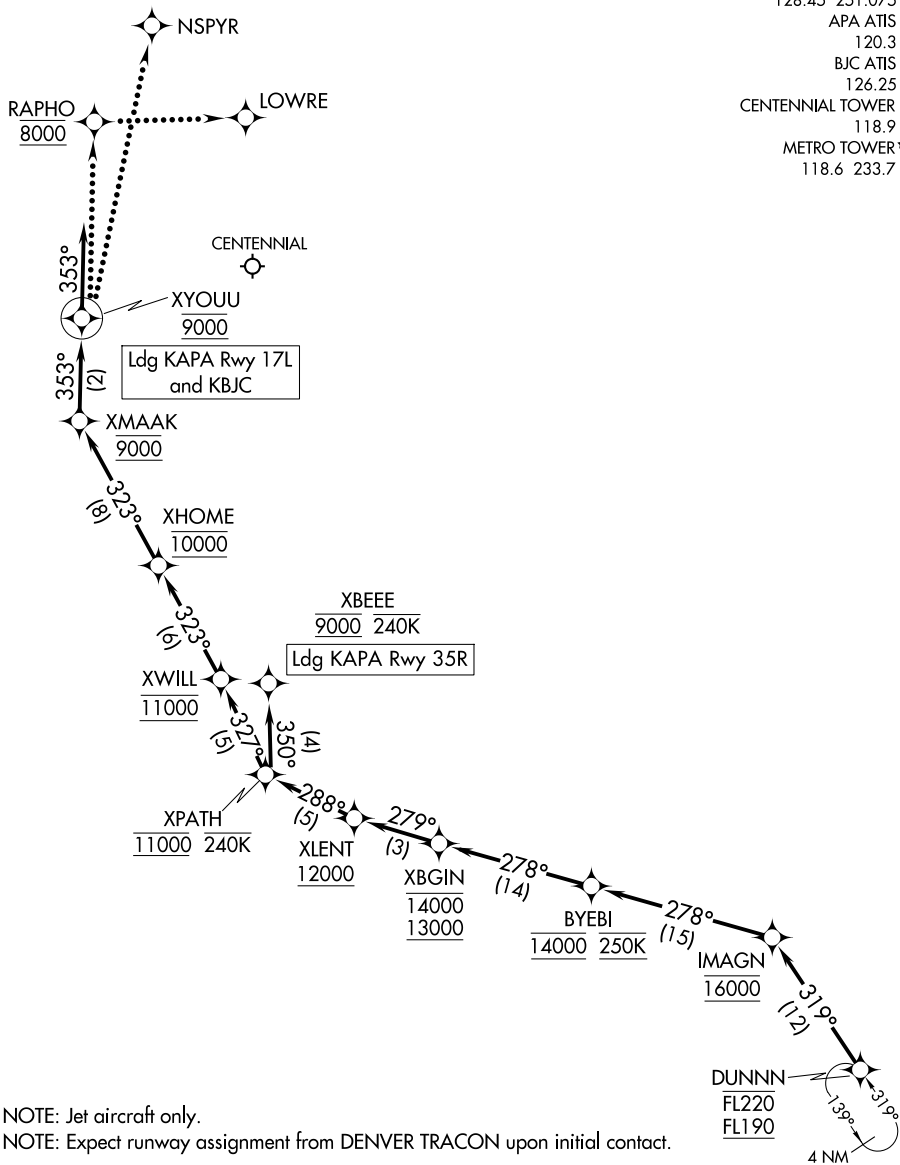 128.45 251.075
APA ATIS
120.3
BJC ATIS
126.25
CENTENNIAL TOWER
118.9
METRO TOWER*
118.6 233.7
NSPYR
RAPHO
8000
LOWRE
353°
CENTENNIAL
XYOUU
9000
Ldg KAPA Rwy 17L
and KBJC
353°
(2)
XMAAK
9000
323°
(8)
XHOME
10000
323°
(6)
XBEEE
9000 240K
Ldg KAPA Rwy 35R
XWILL
11000
327°
(5)
350°
(4)
XPATH
11000 240K
288°
(5)
XLENT
12000
279°
(3)
XBGIN
14000
13000
278°
(14)
BYEBI
14000 250K
278°
(15)
IMAGN
16000
319°
(12)
DUNNN
FL220
FL190
139°
319°
4 NM
NOTE: Jet aircraft only.
NOTE: Expect runway assignment from DENVER TRACON upon initial contact.